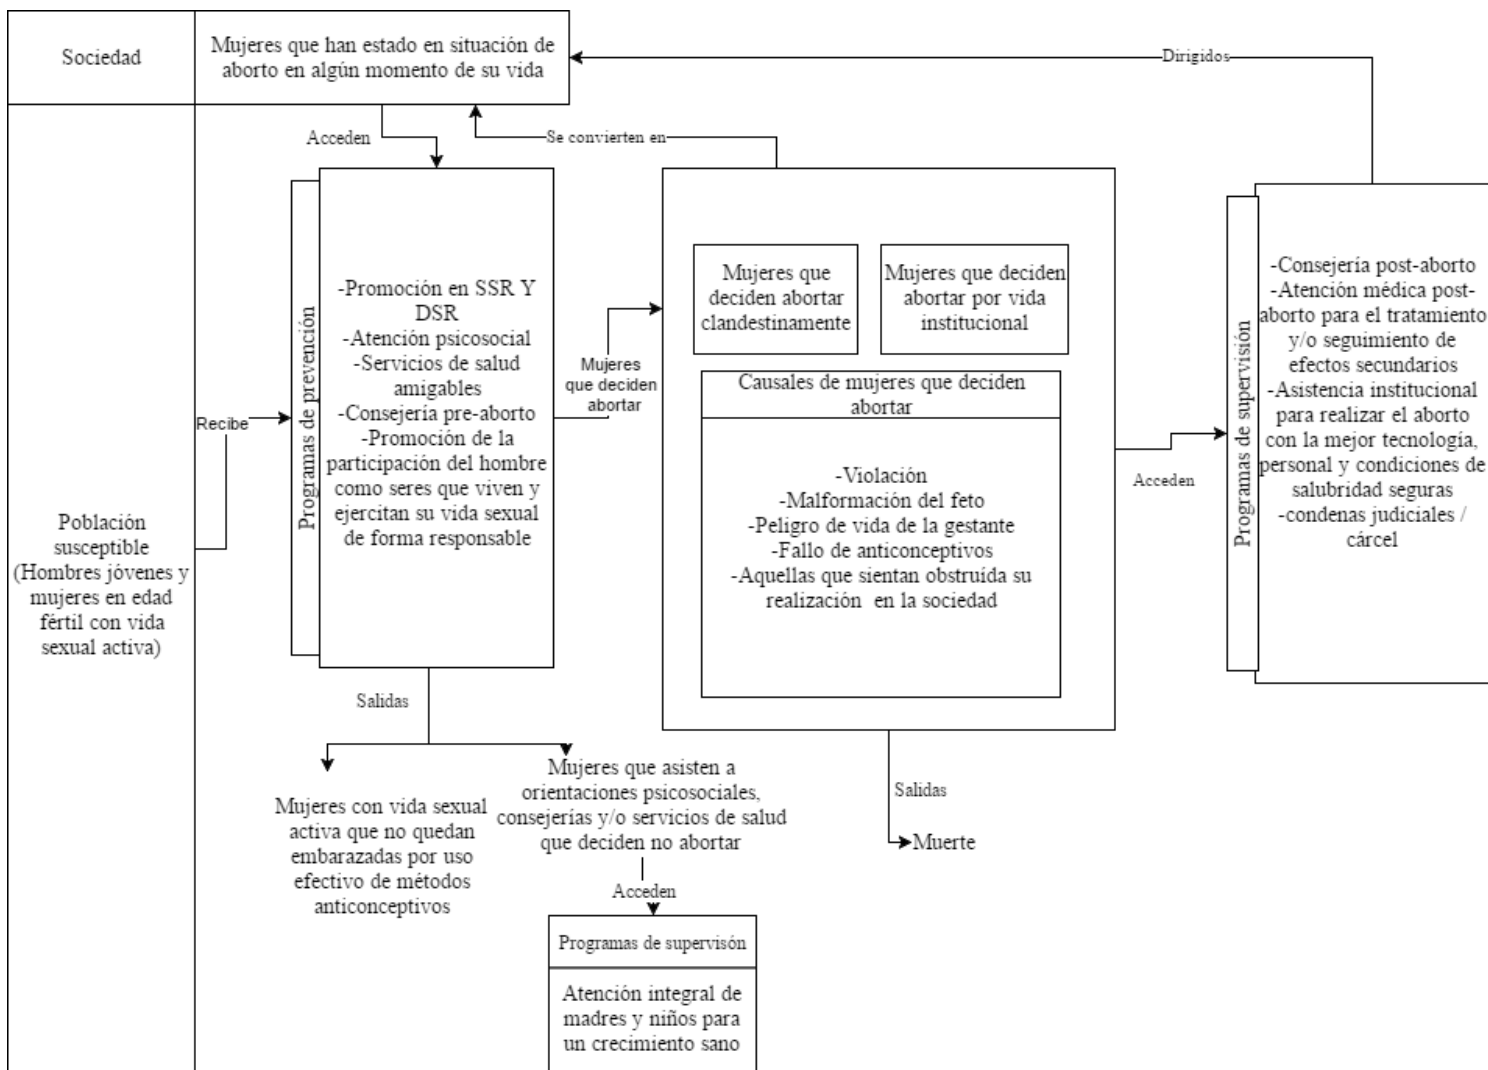 Sociedad
Mujeres que han estado en situación de
aborto en algún momento de su vida
Dirigidos
Acceden
Se convierten en
Población
susceptible
(Hombres jóvenes y
mujeres en edad
fértil con vida
sexual activa)
Recibe
Programas de prevención
-Promoción en SSR Y
DSR
-Atención psicosocial
-Servicios de salud
amigables
-Consejería pre-aborto
-Promoción de la
participación del hombre
como seres que viven y
ejercitan su vida sexual
de forma responsable
Mujeres
que deciden
abortar
Mujeres que
deciden abortar
clandestinamente
Mujeres que deciden
abortar por vida
institucional
Causales de mujeres que deciden
abortar
-Violación
-Malformación del feto
-Peligro de vida de la gestante
-Fallo de anticonceptivos
-Aquellas que sientan obstruída su
realización en la sociedad
Acceden
Programas de supervisión
-Consejería post-aborto
-Atención médica post-
aborto para el tratamiento
y/o seguimiento de
efectos secundarios
-Asistencia institucional
para realizar el aborto
con la mejor tecnología,
personal y condiciones de
salubridad seguras
-condenas judiciales /
cárcel
Salidas
Mujeres con vida sexual
activa que no quedan
embarazadas por uso
efectivo de métodos
anticonceptivos
Mujeres que asisten a
orientaciones psicosociales,
consejerías y/o servicios de salud
que deciden no abortar
Acceden
Programas de supervisón
Atención integral de
madres y niños para
un crecimiento sano
Salidas
Muerte